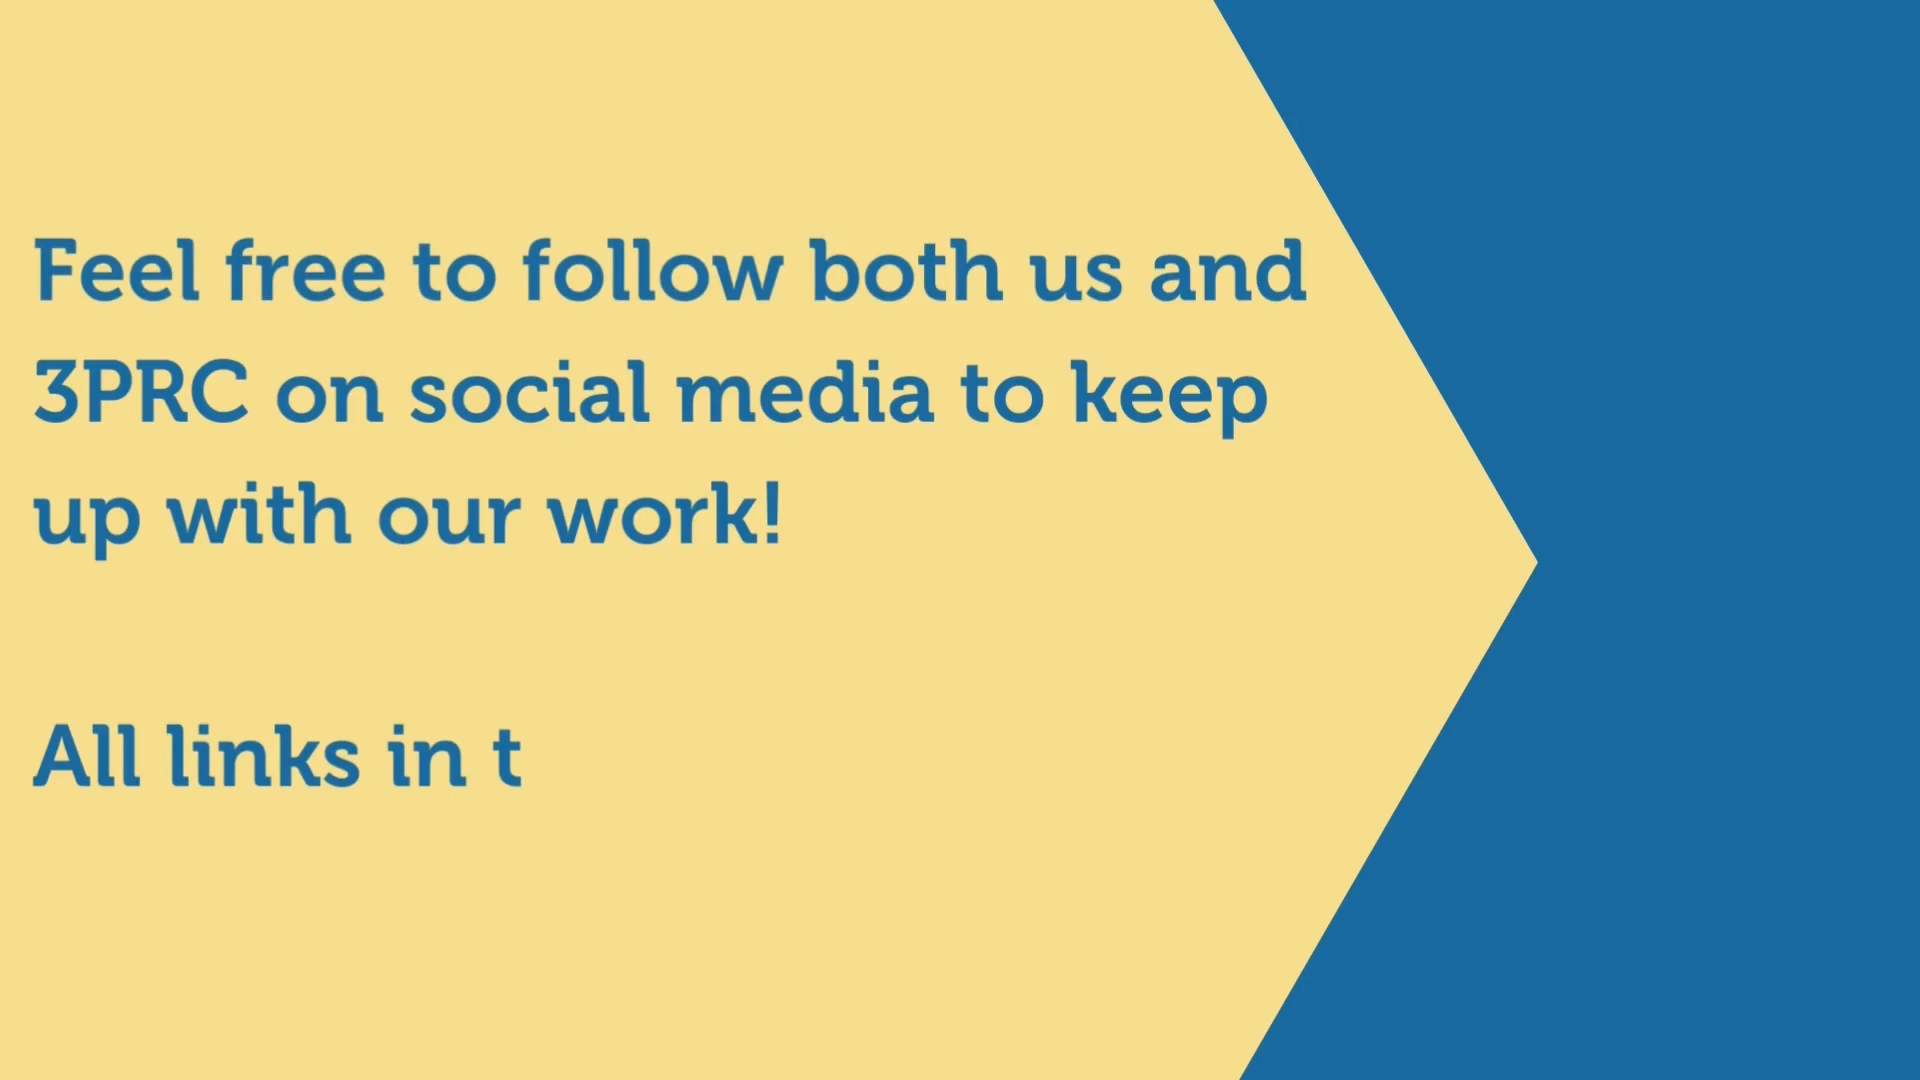 Feel free to follow both us and
3PRC on social media to keep
up with our work!
All links in t